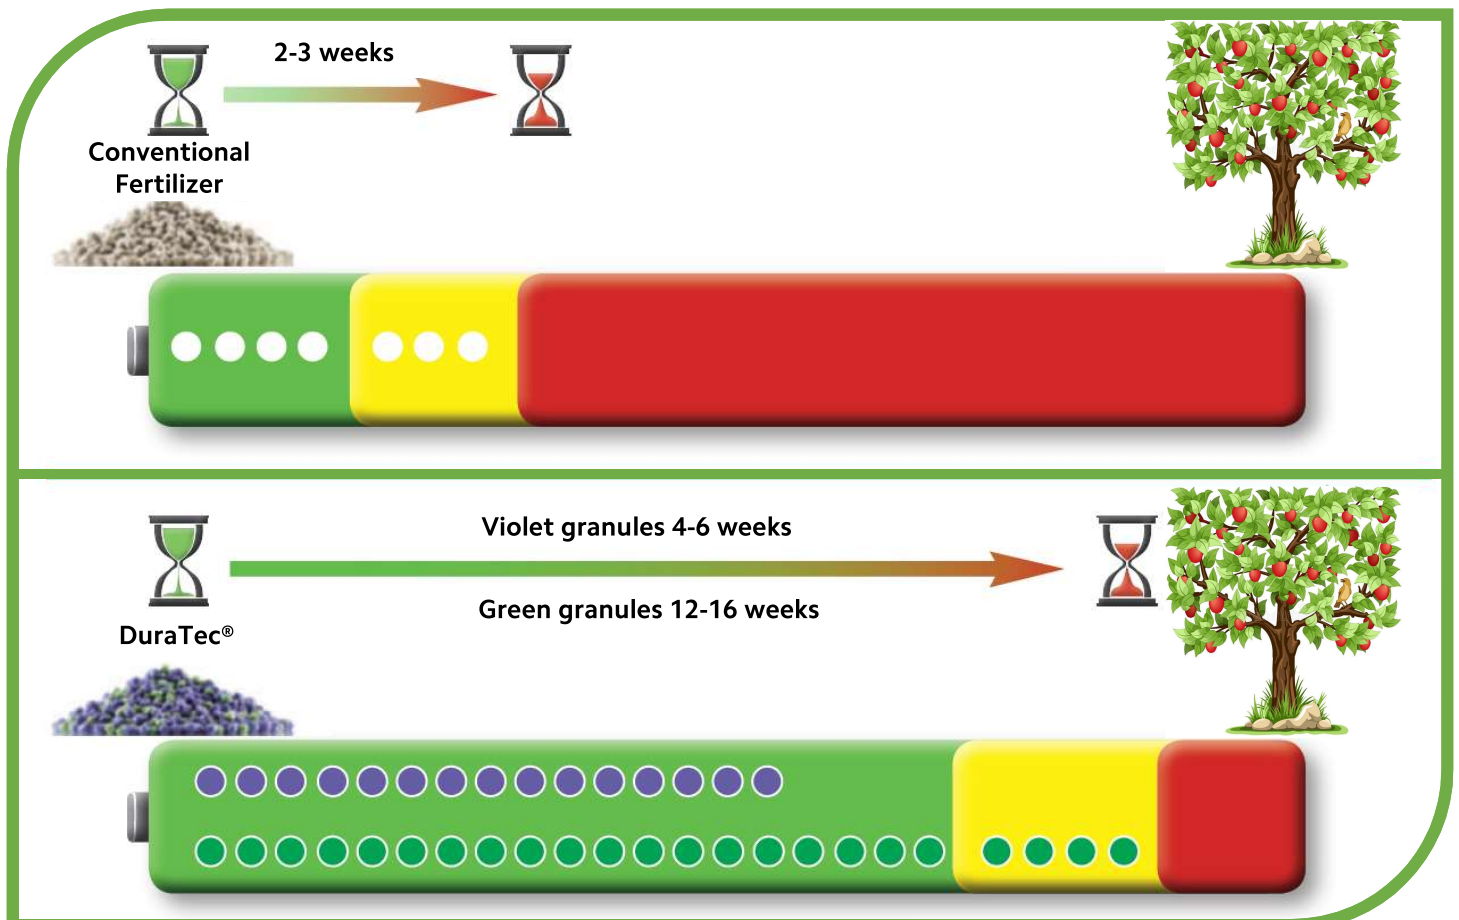 2-3 weeks
Conventional
Fertilizer
Violet granules 4-6 weeks
Green granules 12-16 weeks
DuraTec®